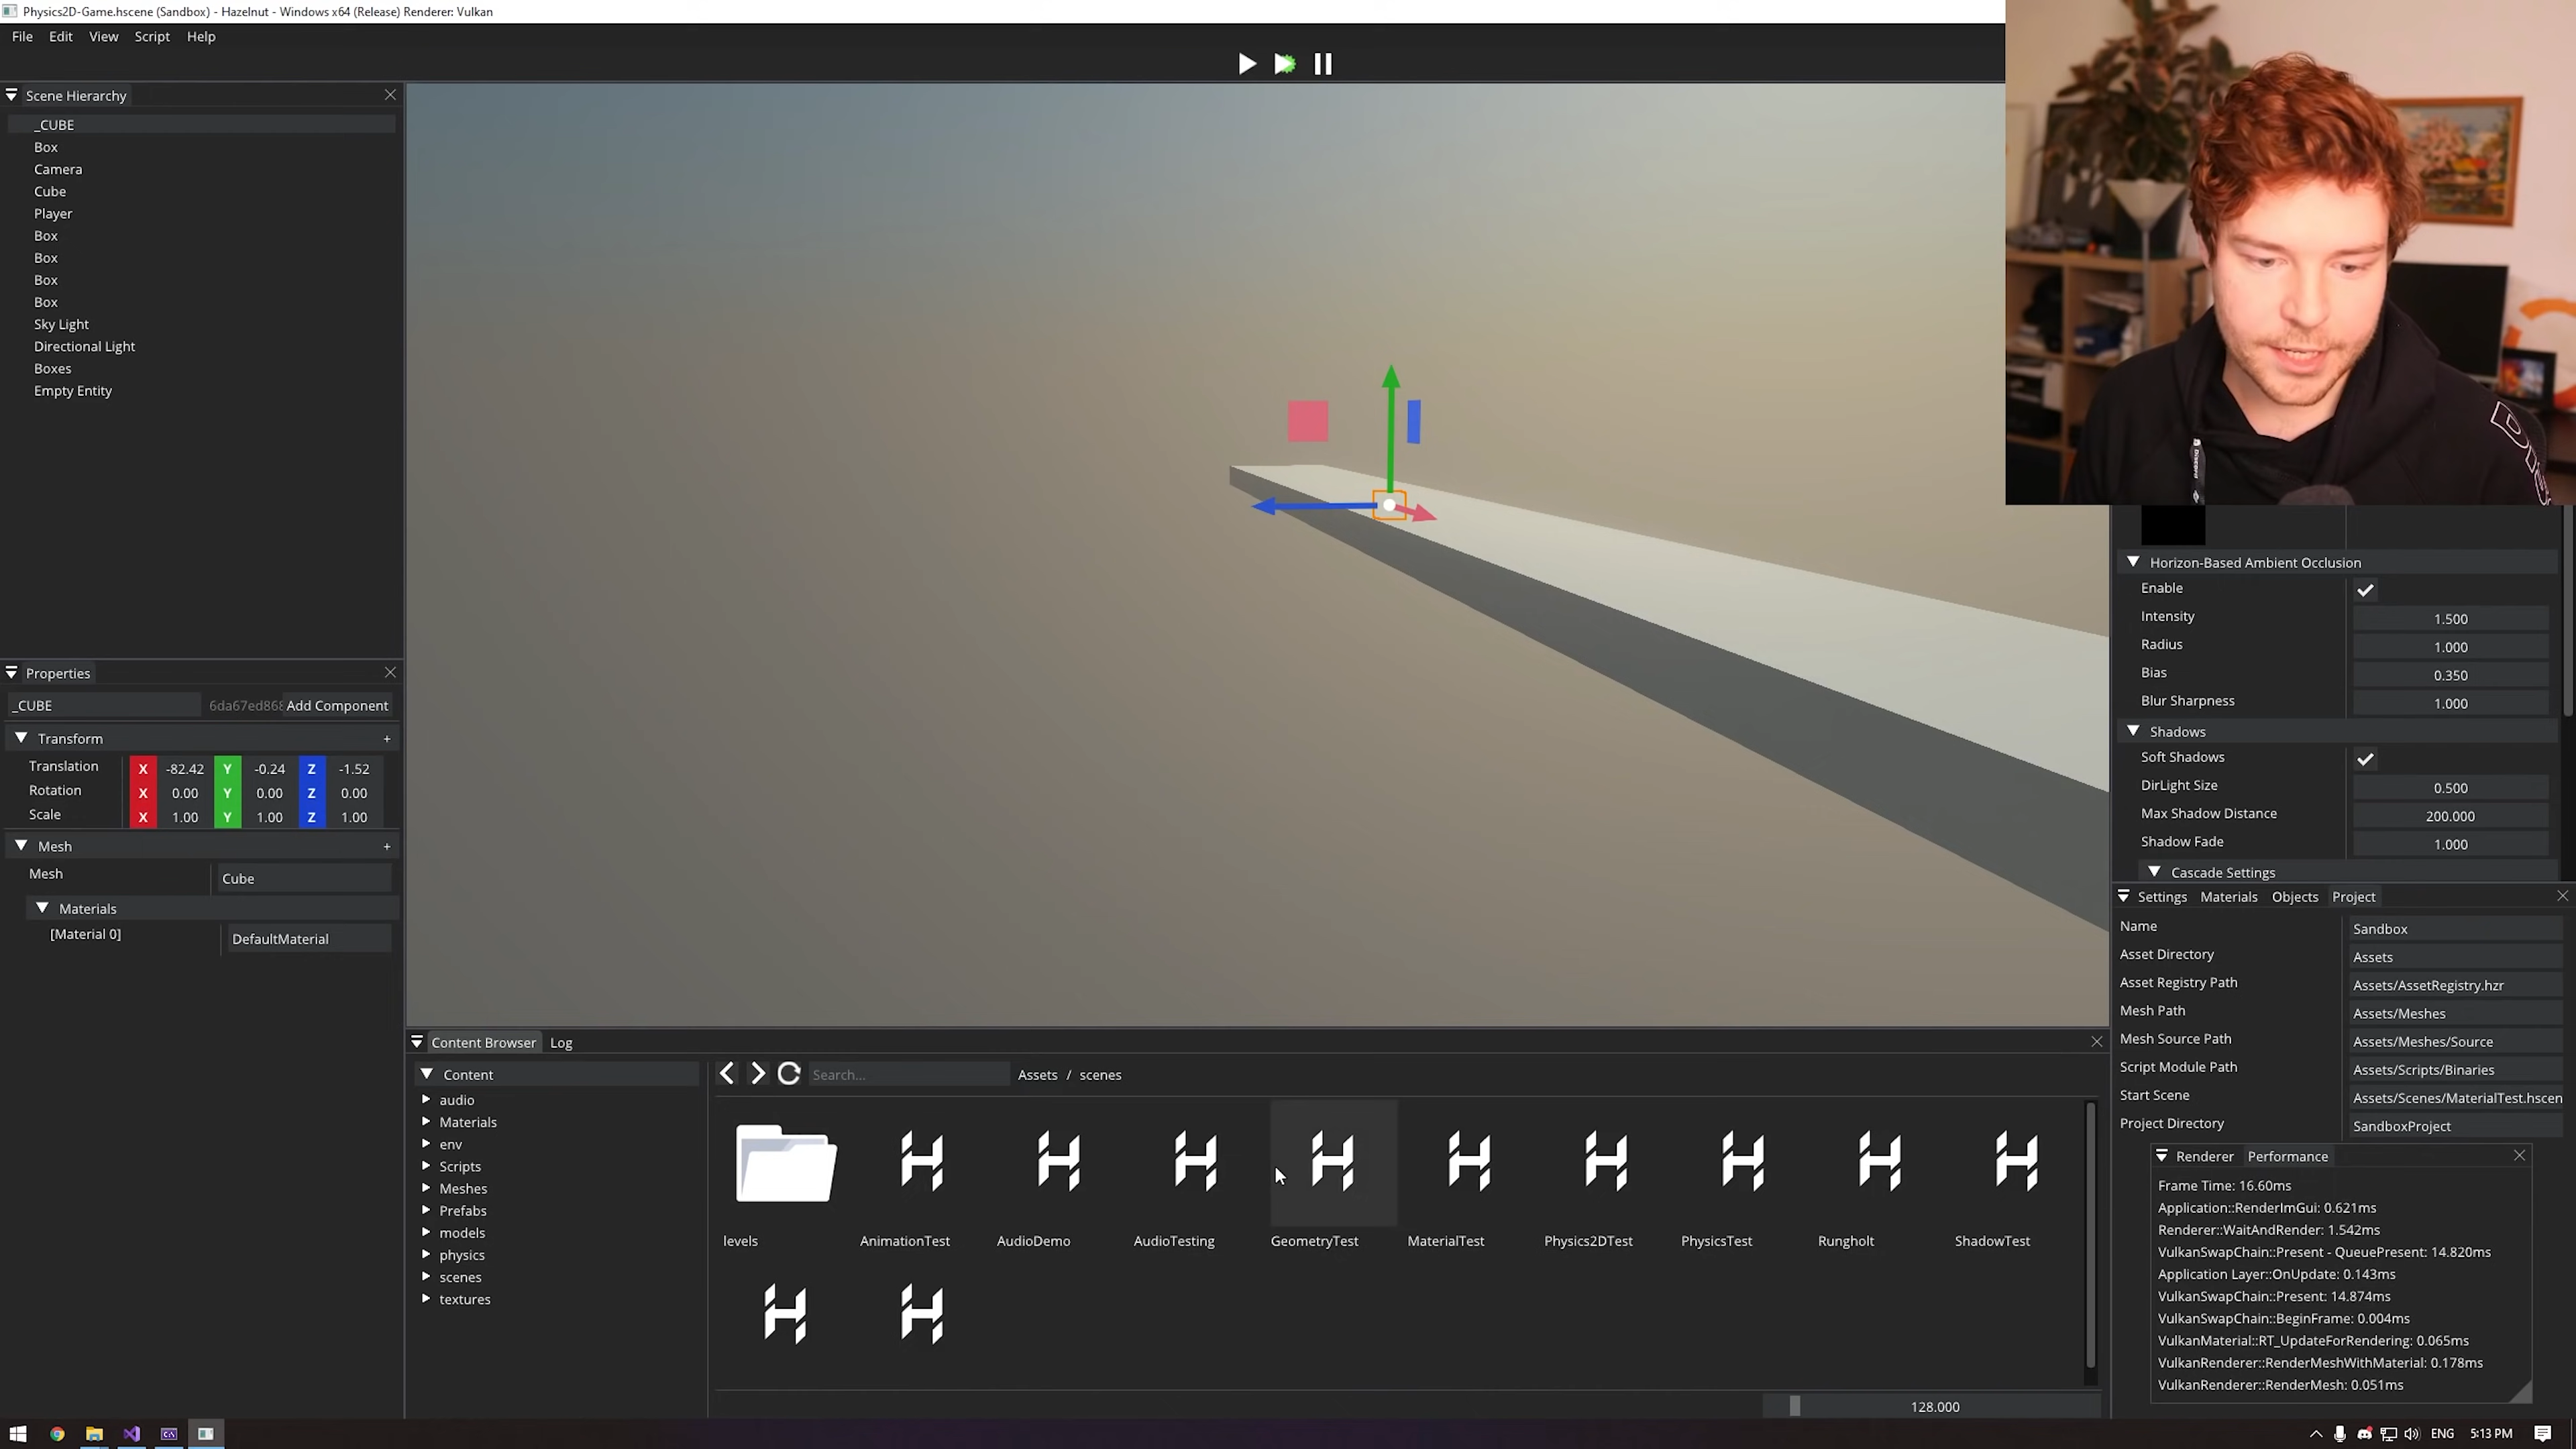 Physics2D-Game.hscene (Sandbox) - Hazelnut - Windows x64 (Release) Renderer: Vulkan
File Edit View Script Help
Scene Hierarchy
_CUBE
Box
Camera
Cube
Player
Box
Box
Box
Box
Sky Light
Directional Light
Boxes
Empty Entity
Properties
_CUBE 6da67ed868 Add Component
Transform +
Translation X -82.42 Y -0.24 Z -1.52
Rotation X 0.00 Y 0.00 Z 0.00
Scale X 1.00 Y 1.00 Z 1.00
Mesh +
Mesh Cube
Materials
[Material 0] DefaultMaterial
Horizon-Based Ambient Occlusion
Enable
Intensity 1.500
Radius 1.000
Bias 0.350
Blur Sharpness 1.000
Shadows
Soft Shadows
DirLight Size 0.500
Max Shadow Distance 200.000
Shadow Fade 1.000
Cascade Settings
Settings Materials Objects Project
Name Sandbox
Asset Directory Assets
Asset Registry Path Assets/AssetRegistry.hzr
Mesh Path Assets/Meshes
Mesh Source Path Assets/Meshes/Source
Script Module Path Assets/Scripts/Binaries
Start Scene Assets/Scenes/MaterialTest.hscen
Project Directory SandboxProject
Renderer Performance
Frame Time: 16.60ms
Application::RenderImGui: 0.621ms
Renderer::WaitAndRender: 1.542ms
VulkanSwapChain::Present - QueuePresent: 14.820ms
Application Layer::OnUpdate: 0.143ms
VulkanSwapChain::Present: 14.874ms
VulkanSwapChain::BeginFrame: 0.004ms
VulkanMaterial::RT_UpdateForRendering: 0.065ms
VulkanRenderer::RenderMeshWithMaterial: 0.178ms
VulkanRenderer::RenderMesh: 0.051ms
Content Browser Log
Content
audio
Materials
env
Scripts
Meshes
Prefabs
models
physics
scenes
textures
Search... Assets / scenes
levels AnimationTest AudioDemo AudioTesting GeometryTest MaterialTest Physics2DTest PhysicsTest Rungholt ShadowTest
128.000
ENG 5:13 PM